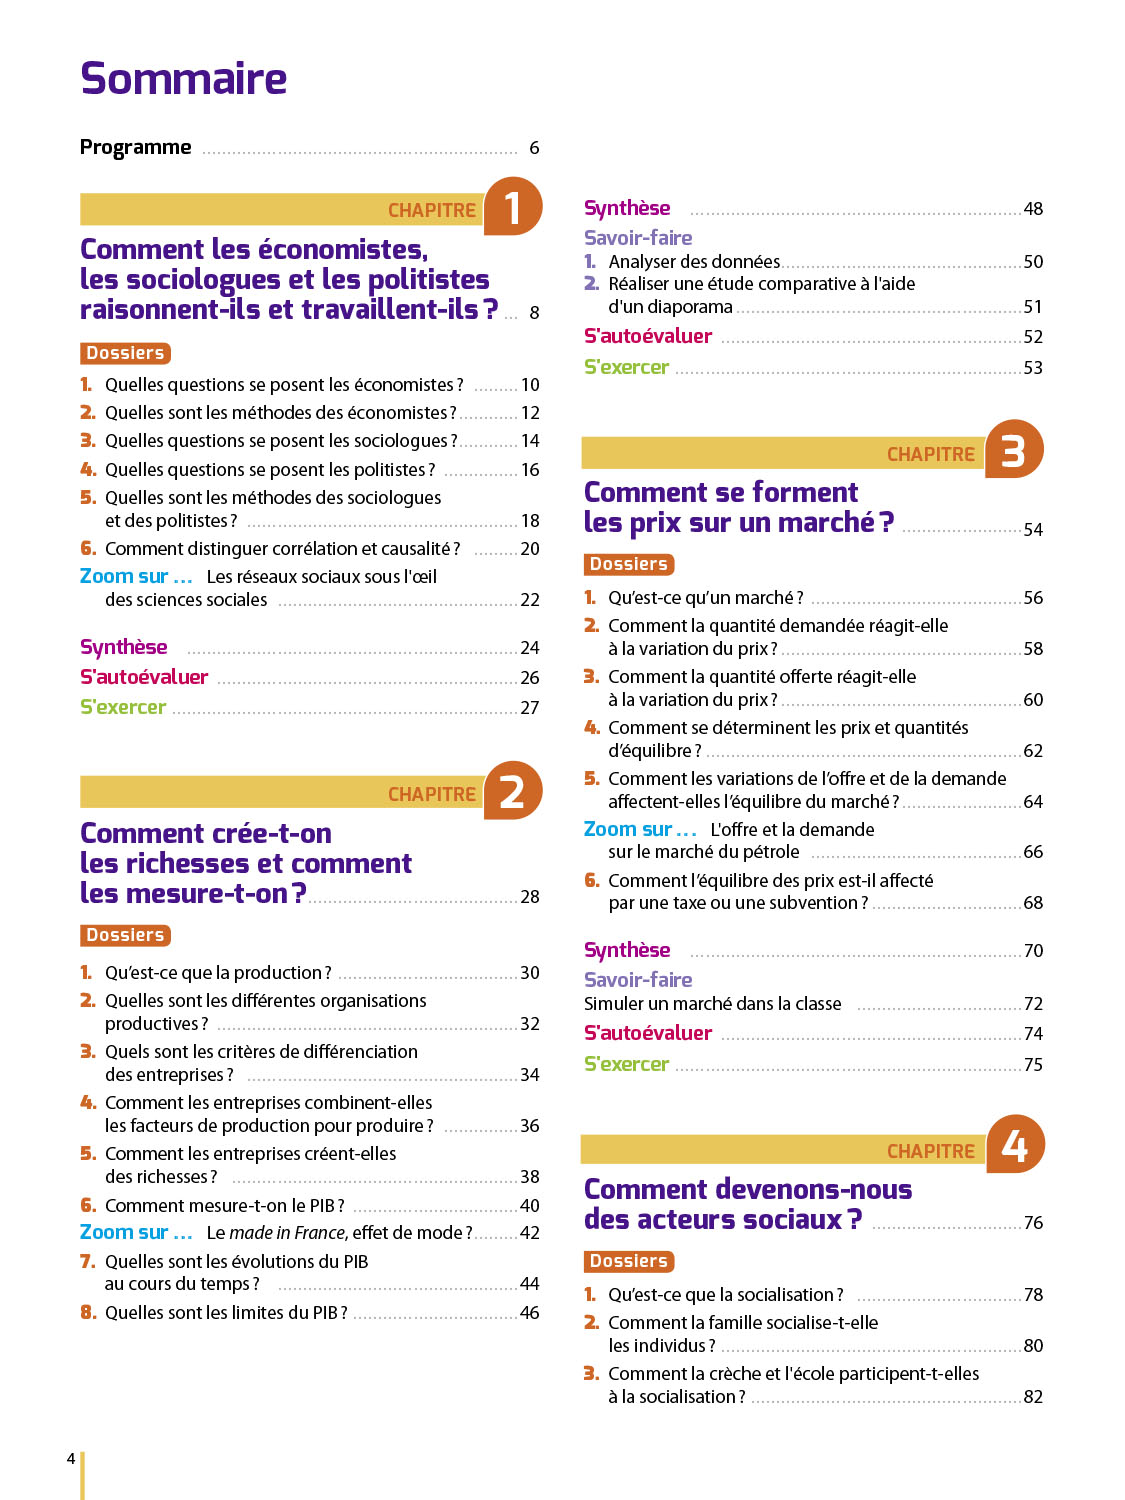 Sommaire
Programme 6
CHAPITRE 1
Comment les économistes,
les sociologues et les politistes
raisonnent-ils et travaillent-ils ? 8
Dossiers
1. Quelles questions se posent les économistes ? 10
2. Quelles sont les méthodes des économistes ? 12
3. Quelles questions se posent les sociologues ? 14
4. Quelles questions se posent les politistes ? 16
5. Quelles sont les méthodes des sociologues
et des politistes ? 18
6. Comment distinguer corrélation et causalité ? 20
Zoom sur ... Les réseaux sociaux sous l'œil
des sciences sociales 22
Synthèse 24
S'autoévaluer 26
S'exercer 27
CHAPITRE 2
Comment crée-t-on
les richesses et comment
les mesure-t-on ? 28
Dossiers
1. Qu’est-ce que la production ? 30
2. Quelles sont les différentes organisations
productives ? 32
3. Quels sont les critères de différenciation
des entreprises ? 34
4. Comment les entreprises combinent-elles
les facteurs de production pour produire ? 36
5. Comment les entreprises créent-elles
des richesses ? 38
6. Comment mesure-t-on le PIB ? 40
Zoom sur ... Le made in France, effet de mode ? 42
7. Quelles sont les évolutions du PIB
au cours du temps ? 44
8. Quelles sont les limites du PIB ? 46
Synthèse 48
Savoir-faire
1. Analyser des données 50
2. Réaliser une étude comparative à l'aide
d'un diaporama 51
S'autoévaluer 52
S'exercer 53
CHAPITRE 3
Comment se forment
les prix sur un marché ? 54
Dossiers
1. Qu’est-ce qu’un marché ? 56
2. Comment la quantité demandée réagit-elle
à la variation du prix ? 58
3. Comment la quantité offerte réagit-elle
à la variation du prix ? 60
4. Comment se déterminent les prix et quantités
d’équilibre ? 62
5. Comment les variations de l’offre et de la demande
affectent-elles l’équilibre du marché ? 64
Zoom sur ... L'offre et la demande
sur le marché du pétrole 66
6. Comment l’équilibre des prix est-il affecté
par une taxe ou une subvention ? 68
Synthèse 70
Savoir-faire
Simuler un marché dans la classe 72
S'autoévaluer 74
S'exercer 75
CHAPITRE 4
Comment devenons-nous
des acteurs sociaux ? 76
Dossiers
1. Qu’est-ce que la socialisation ? 78
2. Comment la famille socialise-t-elle
les individus ? 80
3. Comment la crèche et l'école participent-t-elles
à la socialisation ? 82
4